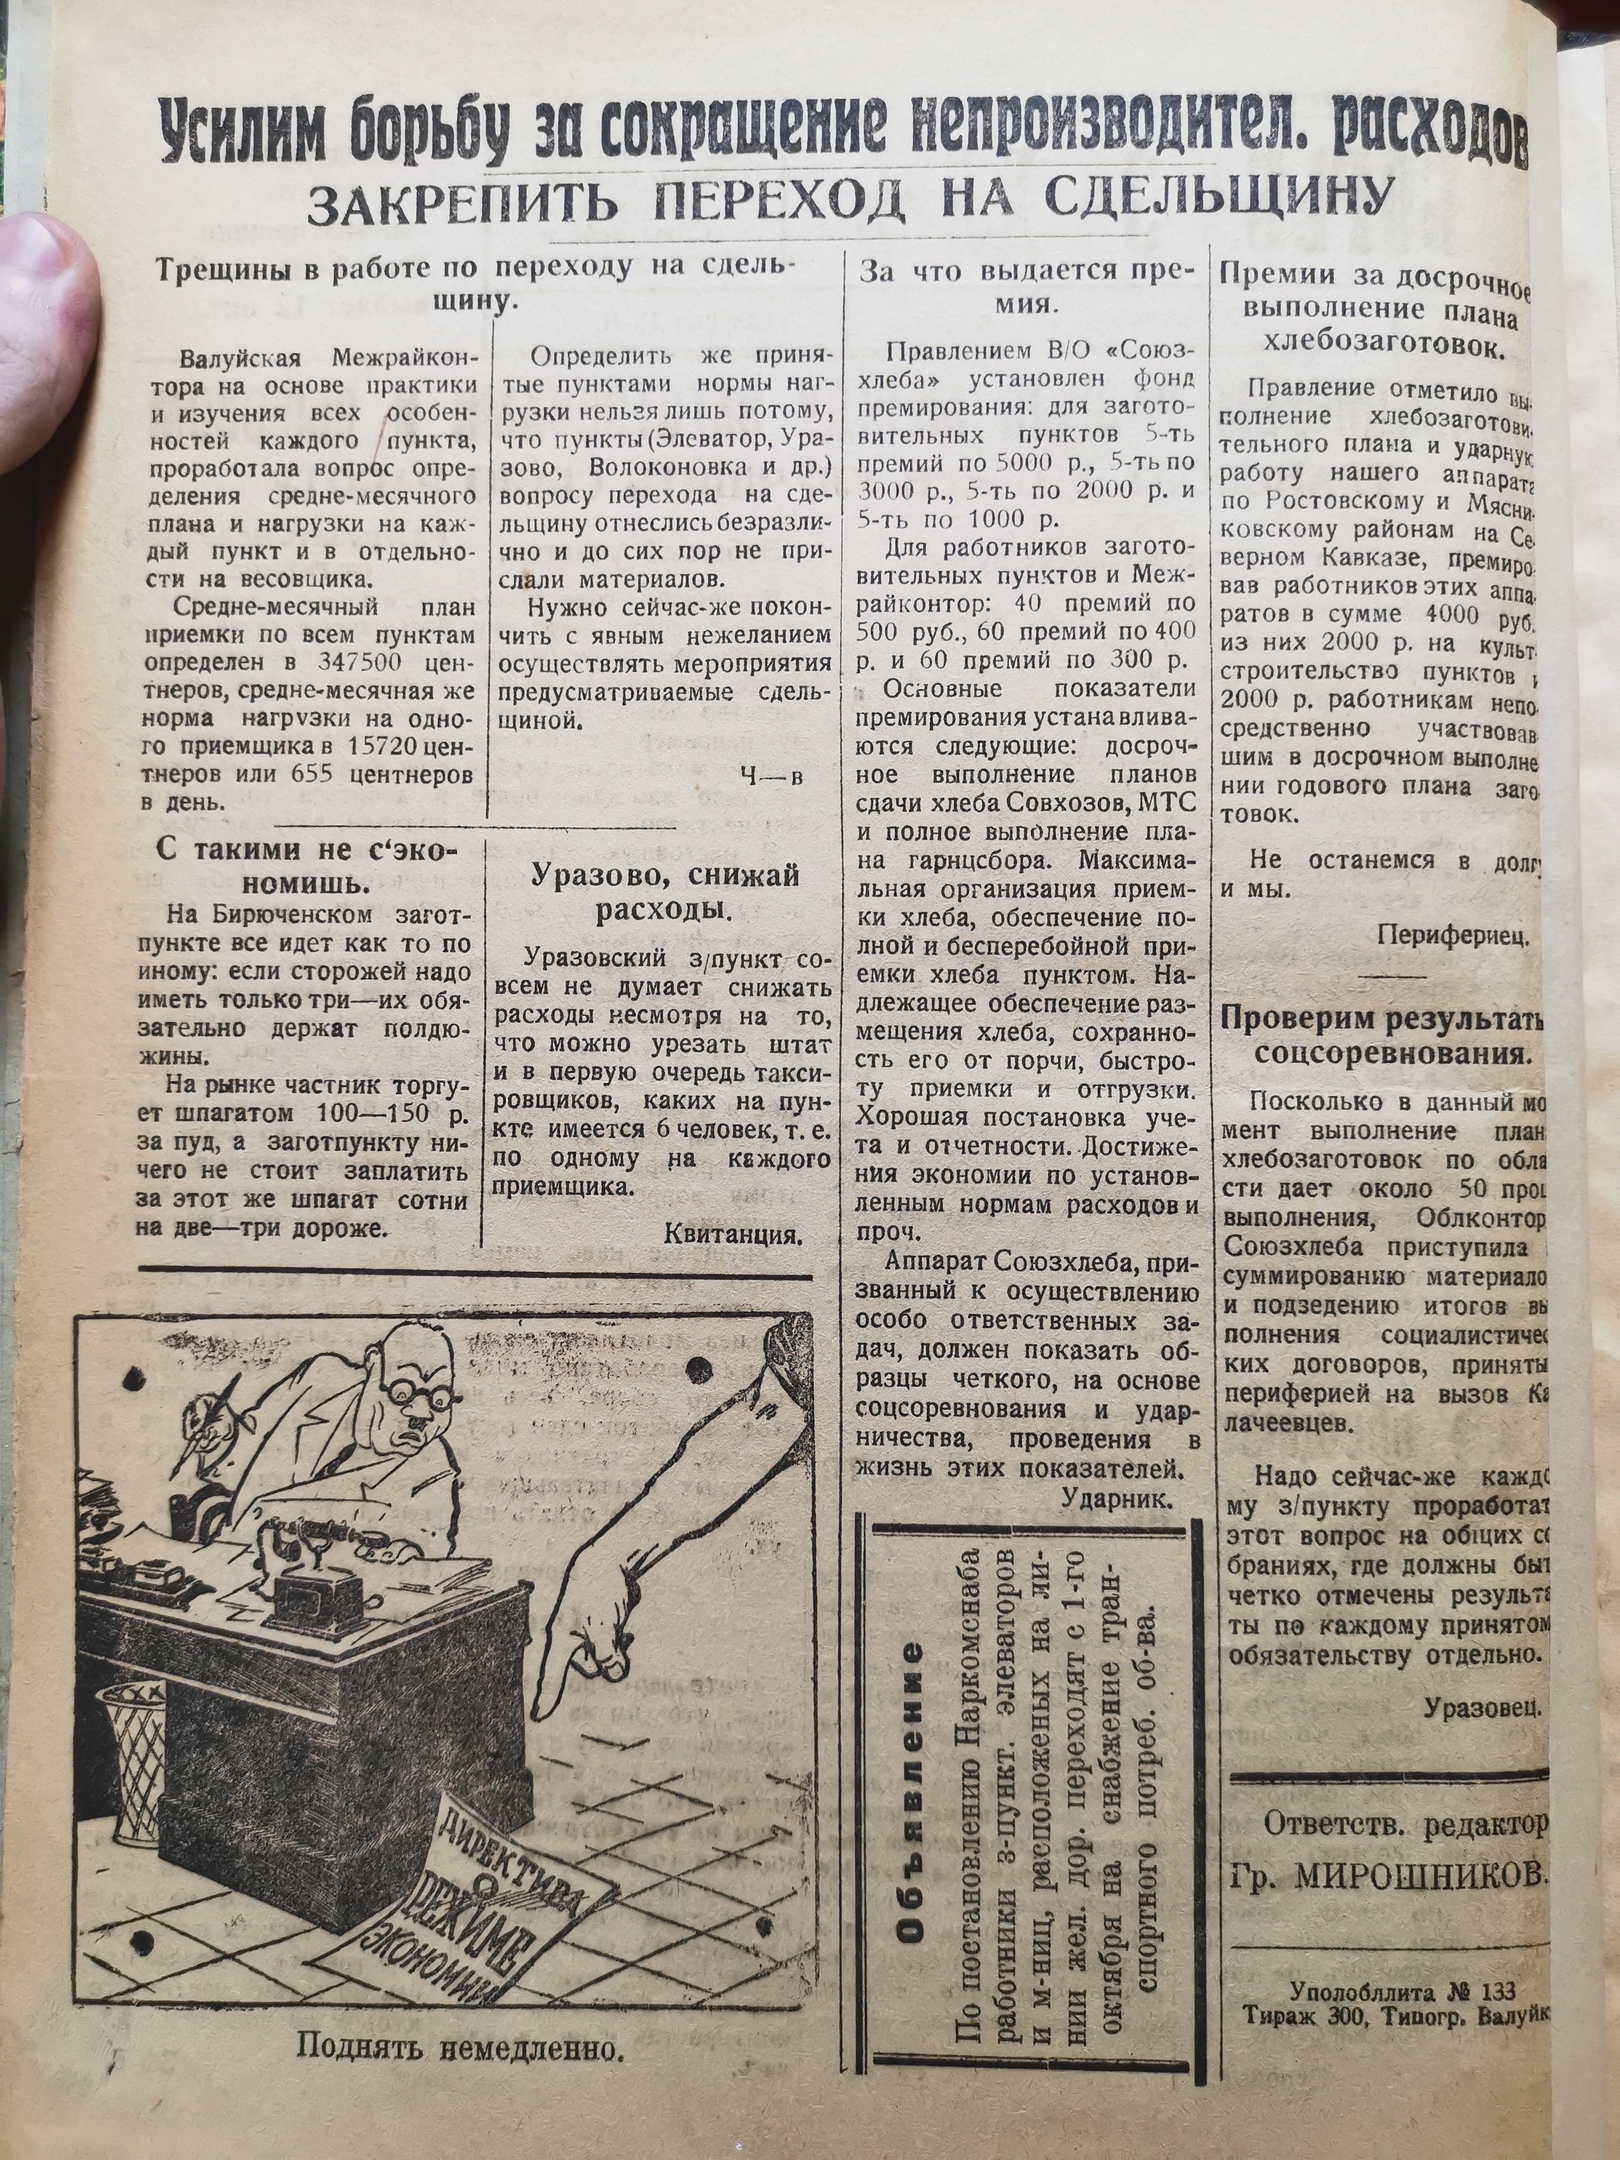 Усилим борьбу за сокращение непроизводител. расходов
ЗАКРЕПИТЬ ПЕРЕХОД НА СДЕЛЬЩИНУ
Трещины в работе по переходу на сдель-
щину.
Валуйская Межрайкон-
тора на основе практики
и изучения всех особен-
ностей каждого пункта,
проработала вопрос опре-
деления средне-месячного
плана и нагрузки на каж-
дый пункт и в отдельно-
сти на весовщика.
Средне-месячный план
приемки по всем пунктам
определен в 347500 цен-
тнеров, средне-месячная же
норма нагрузки на одно-
го приемщика в 15720 цен-
тнеров или 655 центнеров
в день.
Определить же приня-
тые пунктами нормы наг-
рузки нельзя лишь потому,
что пункты (Элеватор, Ура-
зово, Волоконовка и др.)
вопросу перехода на сде-
льщину отнеслись безразли-
чно и до сих пор не при-
слали материалов.
Нужно сейчас-же покон-
чить с явным нежеланием
осуществлять мероприятия
предусматриваемые сдель-
щиной.
Ч—в
С такими не с‘эко-
номишь.
На Бирюченском загот-
пункте все идет как то по
иному: если сторожей надо
иметь только три—их обя-
зательно держат полдю-
жины.
На рынке частник торгу-
ет шпагатом 100—150 р.
за пуд, а заготпункту ни-
чего не стоит заплатить
за этот же шпагат сотни
на две—три дороже.
Уразово, снижай
расходы.
Уразовский з/пункт со-
всем не думает снижать
расходы несмотря на то,
что можно урезать штат
и в первую очередь такси-
ровщиков, каких на пун-
кте имеется 6 человек, т. е.
по одному на каждого
приемщика.
Квитанция.
ДИРЕКТИВА
О
РЕЖИМЕ
ЭКОНОМИИ
Поднять немедленно.
За что выдается пре-
мия.
Правлением В/О «Союз-
хлеба» установлен фонд
премирования: для загото-
вительных пунктов 5-ть
премий по 5000 р., 5-ть по
3000 р., 5-ть по 2000 р. и
5-ть по 1000 р.
Для работников загото-
вительных пунктов и Меж-
райконтор: 40 премий по
500 руб., 60 премий по 400
р. и 60 премий по 300 р.
Основные показатели
премирования устанавлива-
ются следующие: досроч-
ное выполнение планов
сдачи хлеба Совхозов, МТС
и полное выполнение пла-
на гарнцсбора. Максима-
льная организация прием-
ки хлеба, обеспечение по-
лной и бесперебойной при-
емки хлеба пунктом. На-
длежащее обеспечение раз-
мещения хлеба, сохранно-
сть его от порчи, быстро-
ту приемки и отгрузки.
Хорошая постановка уче-
та и отчетности. Достиже-
ния экономии по установ-
ленным нормам расходов и
проч.
Аппарат Союзхлеба, при-
званный к осуществлению
особо ответственных за-
дач, должен показать об-
разцы четкого, на основе
соцсоревнования и удар-
ничества, проведения в
жизнь этих показателей.
Ударник.
Объявление
По постановлению Наркомснаба
работники з-пункт. элеваторов
и м-ниц, расположеных на ли-
нии жел. дор. переходят с 1-го
октября на снабжение тран-
спортного потреб. об-ва.
Премии за досрочное
выполнение плана
хлебозаготовок.
Правление отметило вы-
полнение хлебозаготови-
тельного плана и ударную
работу нашего аппарата
по Ростовскому и Мясни-
ковскому районам на Се-
верном Кавказе, премиро-
вав работников этих аппа-
ратов в сумме 4000 руб.
из них 2000 р. на культ
строительство пунктов
2000 р. работникам непо-
средственно участвовав
шим в досрочном выполне
нии годового плана заго
товок.
Не останемся в долгу
и мы.
Периферцец.
Проверим результать
соцсоревнования.
Посколько в данный мо
мент выполнение план
хлебозаготовок по обла
сти дает около 50 проц
выполнения, Облконтор
Союзхлеба приступила
суммированию материало
и подзедению итогов вы
полнения социалистичес
ких договоров, приняты
периферией на вызов Ка
лачеевцев.
Надо сейчас-же каждо
му з/пункту проработат
этот вопрос на общих со
браниях, где должны быт
четко отмечены результа
ты по каждому принятом
обязательству отдельно.
Уразовец.
Ответств. редактор
Гр. МИРОШНИКОВ.
Уполобллита № 133
Тираж 300, Типогр. Валуйк